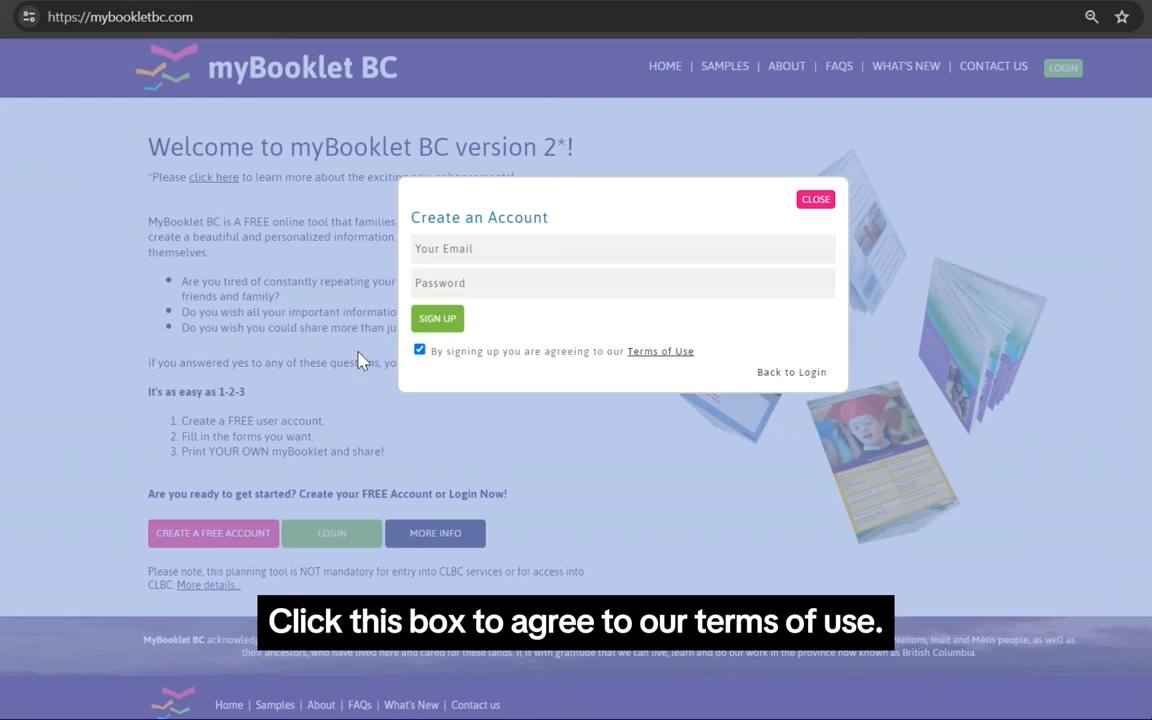 https://mybookletbc.com
myBooklet BC
HOME | SAMPLES | ABOUT | FAQS | WHAT'S NEW | CONTACT US
LOGIN
Welcome to myBooklet BC version 2*!
*Please click here to learn more about the exciting new enhancements!
MyBooklet BC is A FREE online tool that families
create a beautiful and personalized information
themselves.
Are you tired of constantly repeating your
friends and family?
Do you wish all your important informatio
Do you wish you could share more than ju
If you answered yes to any of these questions, yo
It's as easy as 1-2-3
1. Create a FREE user account.
2. Fill in the forms you want.
3. Print YOUR OWN myBooklet and share!
Are you ready to get started? Create your FREE Account or Login Now!
CREATE A FREE ACCOUNT
LOGIN
MORE INFO
Please note, this planning tool is NOT mandatory for entry into CLBC services or for access into
CLBC. More details..
CLOSE
Create an Account
Your Email
Password
SIGN UP
By signing up you are agreeing to our Terms of Use
Back to Login
Click this box to agree to our terms of use.
MyBooklet BC Nations, Inuit and Métis people, as well as
their ancestors, who have lived here and cared for these lands. It is with gratitude that we can live, learn and do our work in the province now known as British Columbia.
Home | Samples | About | FAQs | What's New | Contact us